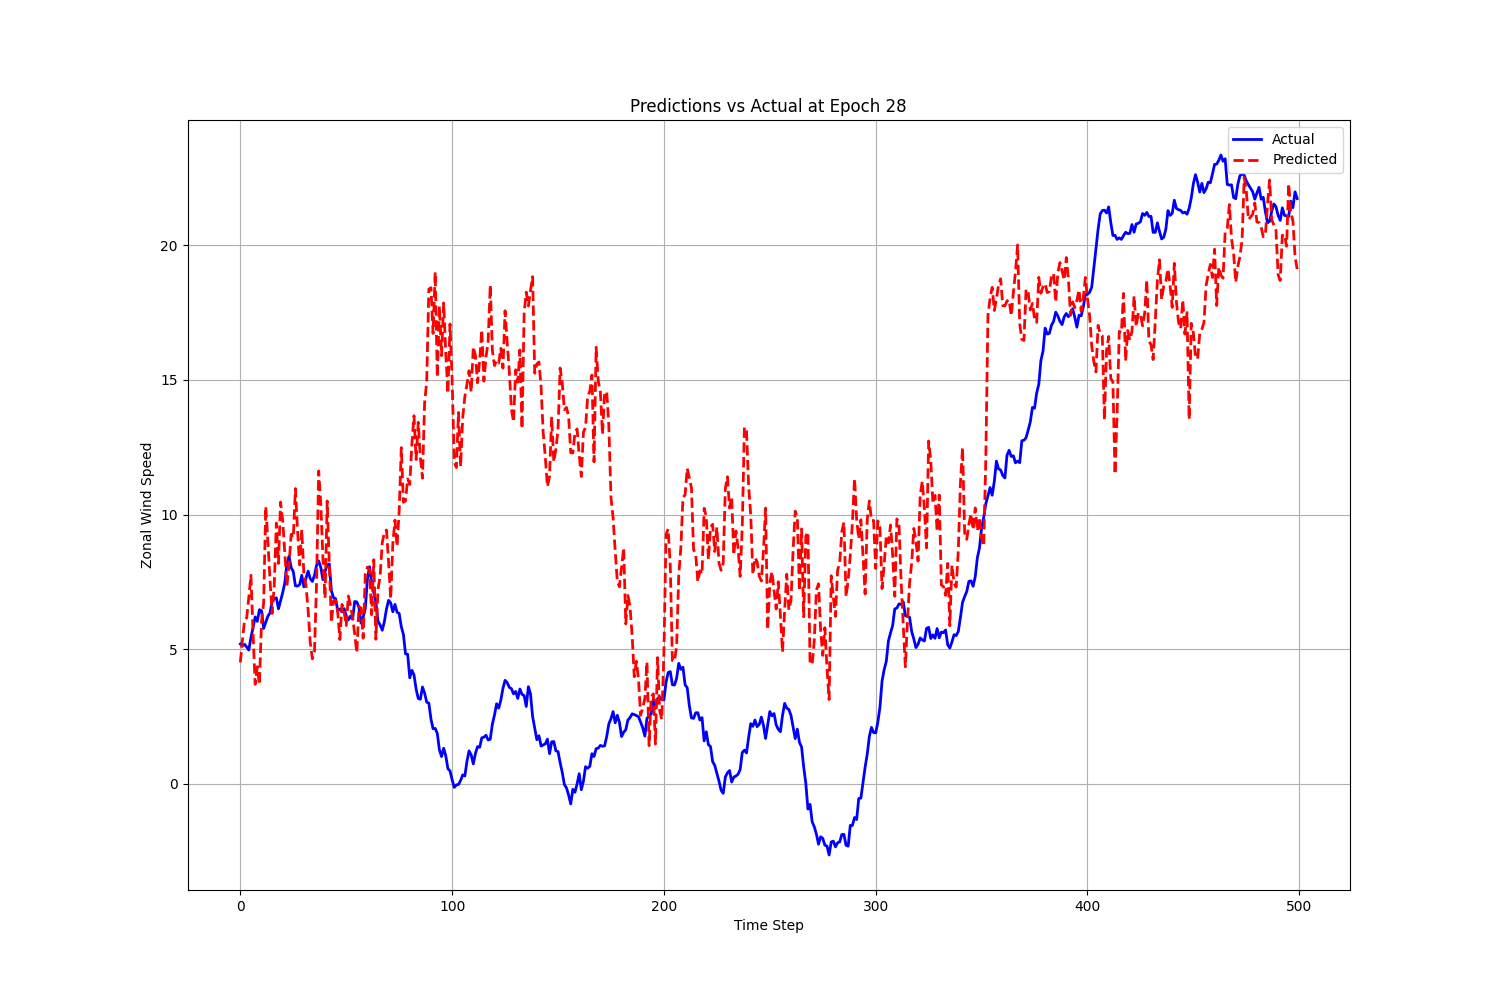 Predictions vs Actual at Epoch 28
Actual
Predicted
Zonal Wind Speed
20
15
10
5
0
0 100 200 300 400 500
Time Step